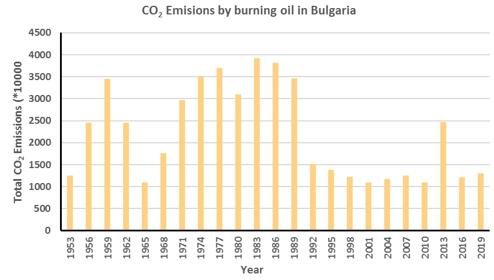 CO₂ Emisions by burning oil in Bulgaria
Total CO₂ Emissions (*10000
4500
4000
3500
3000
2500
2000
1500
1000
500
0
1953 1956 1959 1962 1965 1968 1971 1974 1977 1980 1983 1986 1989 1992 1995 1998 2001 2004 2007 2010 2013 2016 2019
Year